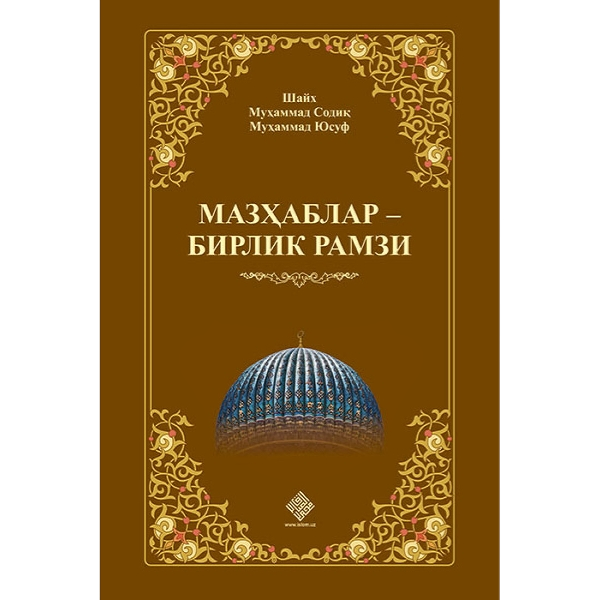 Шайх
Муҳаммад Содиқ
Муҳаммад Юсуф
МАЗҲАБЛАР –
БИРЛИК РАМЗИ
www.islom.uz